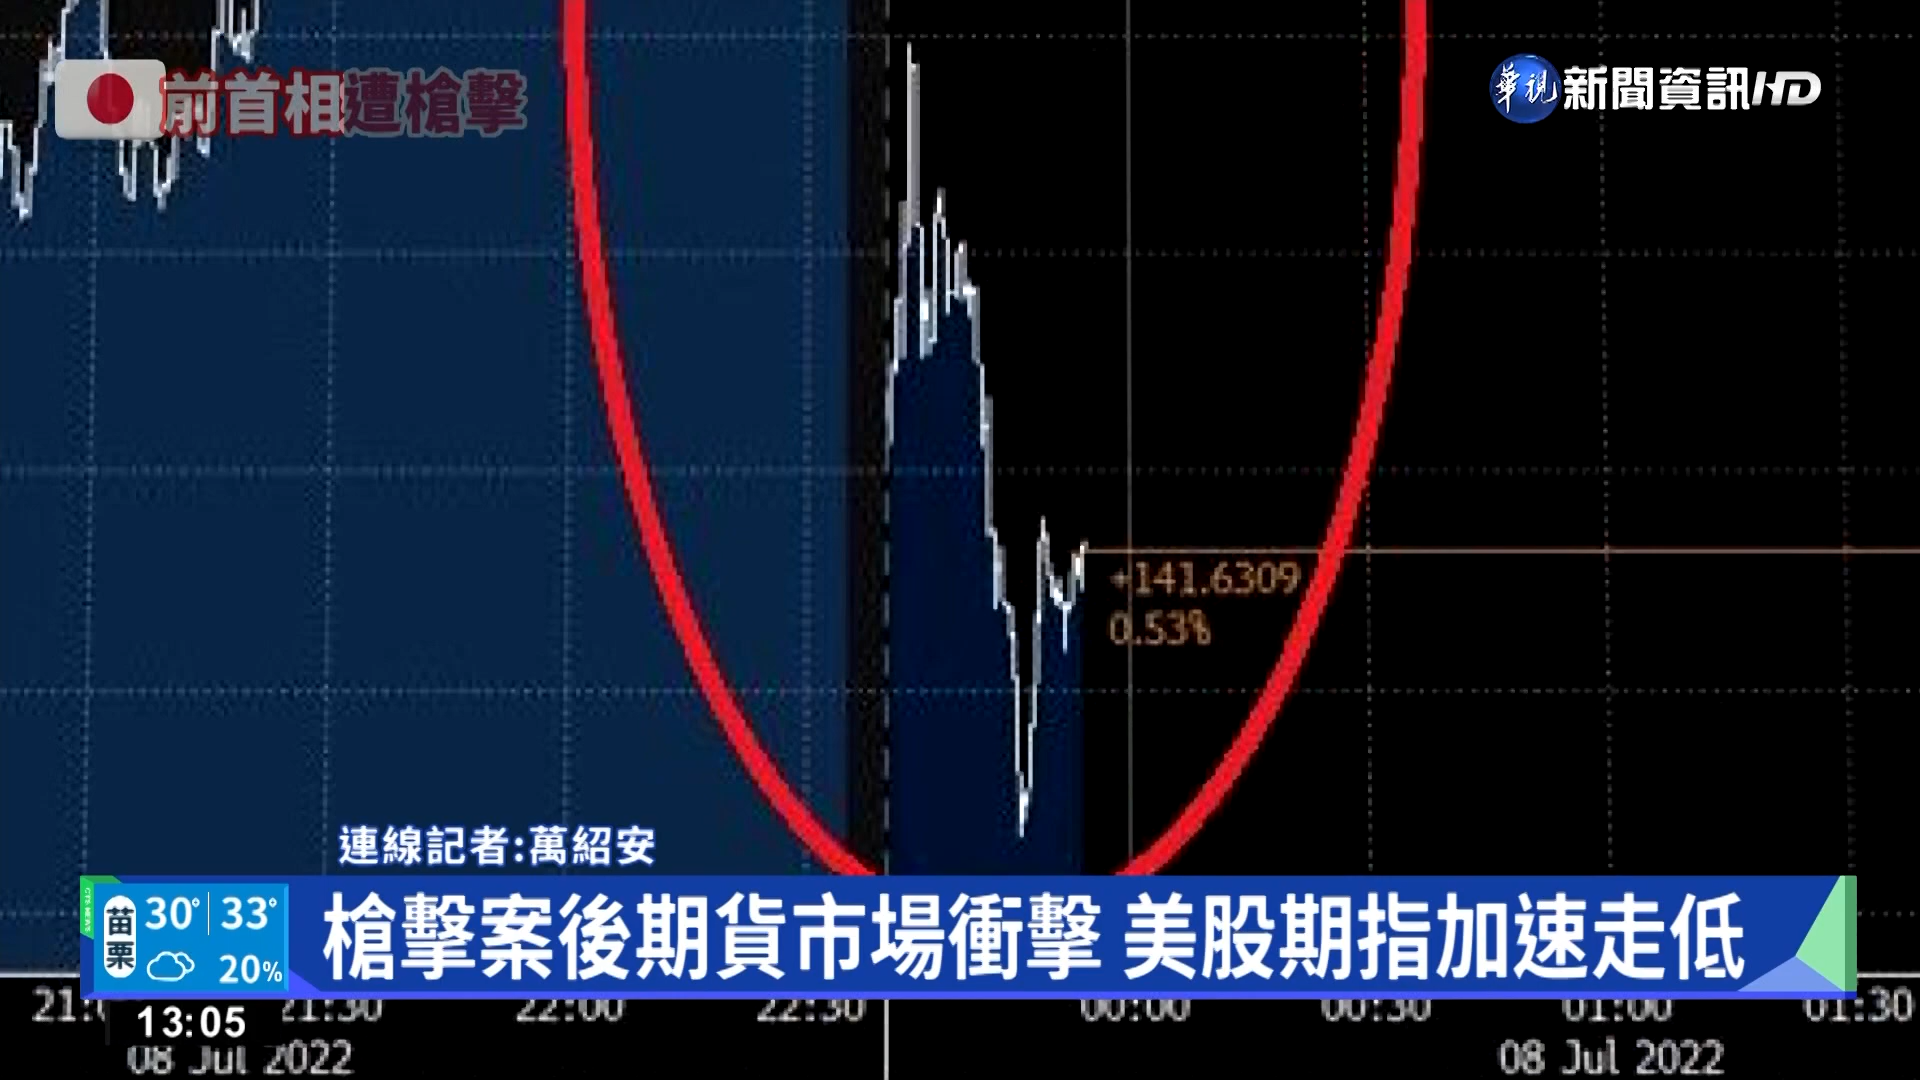 前首相遭槍擊
華視 新聞資訊HD
+141.6309
0.53%
連線記者:萬紹安
CTS NEWS
苗栗
30° 33°
20%
槍擊案後期貨市場衝擊 美股期指加速走低
13:05
21:30 22:00 22:30 00:00 00:30 01:00 01:30
08 Jul 2022 08 Jul 2022